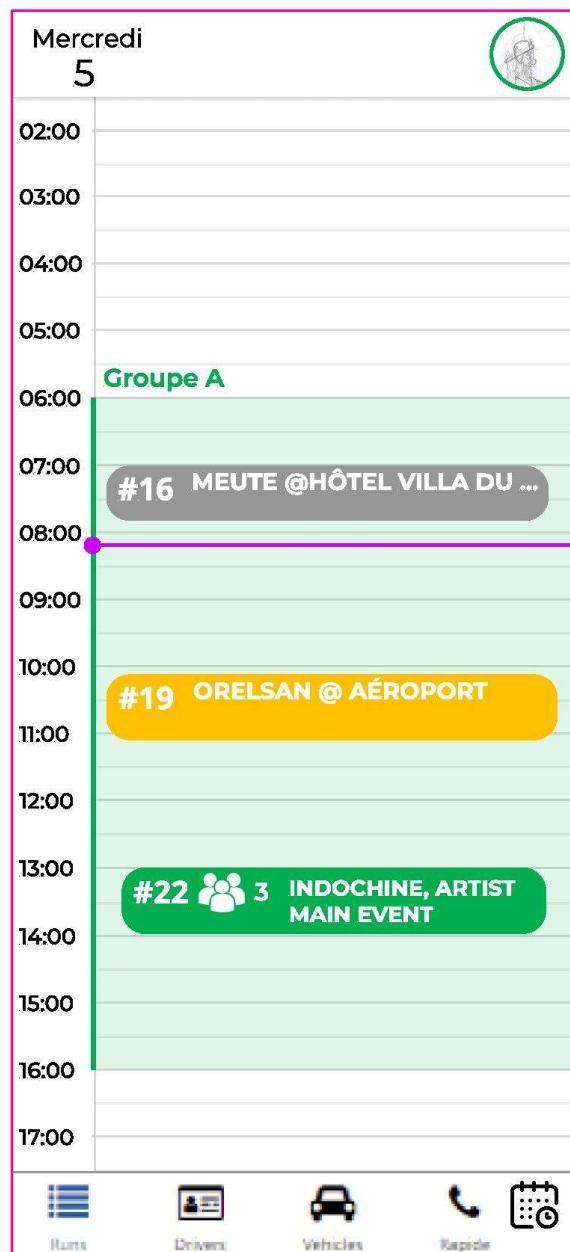 Mercredi
5
02:00
03:00
04:00
05:00
Groupe A
06:00
07:00
#16 MEUTE @HÔTEL VILLA DU ...
08:00
09:00
10:00
#19 ORELSAN @ AÉROPORT
11:00
12:00
13:00
#22 3 INDOCHINE, ARTIST
MAIN EVENT
14:00
15:00
16:00
17:00
Runs Drivers Vehicles Rapide